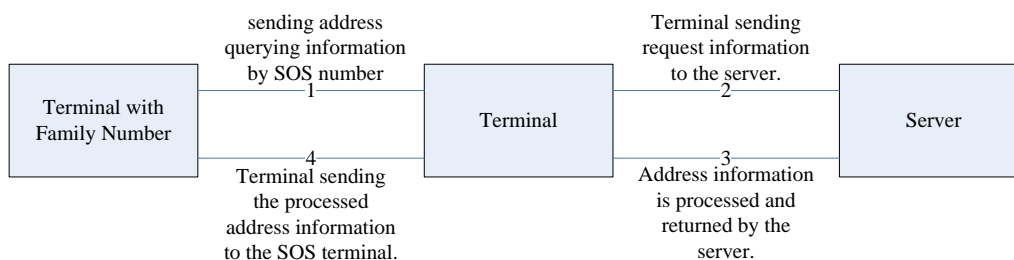 sending address
querying information
by SOS number
Terminal sending
request information
to the server.
1
2
Terminal with
Family Number
Terminal
Server
4
3
Terminal sending
the processed
address information
to the SOS terminal.
Address information
is processed and
returned by the
server.